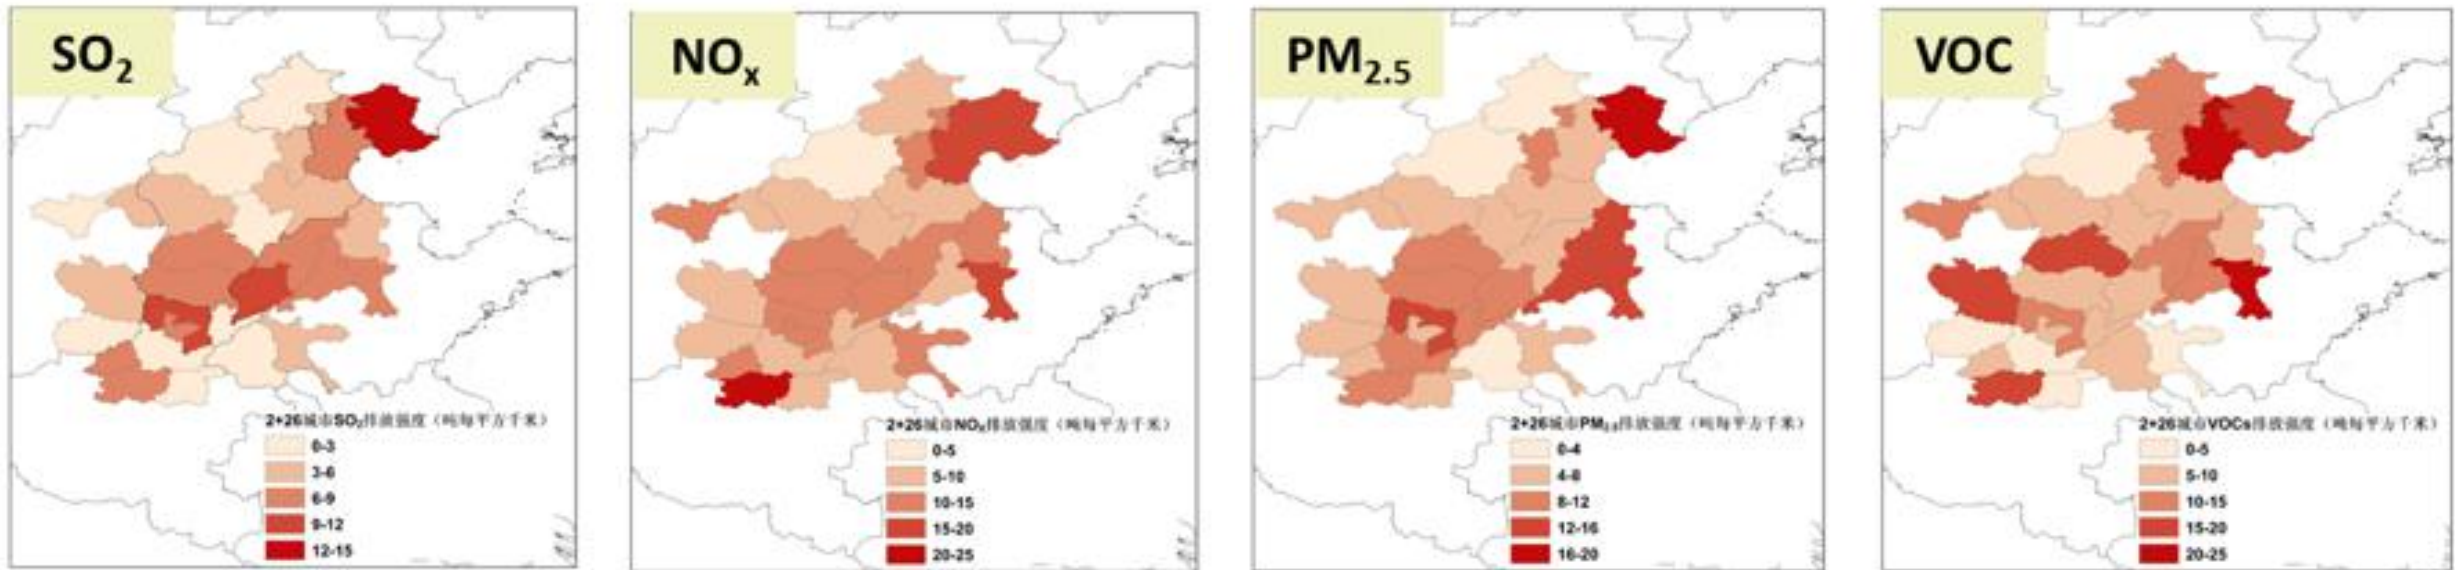 SO₂
2+26城市SO₂排放强度（吨每平方千米）
0-3
3-6
6-9
9-12
12-15
NOₓ
2+26城市NOₓ排放强度（吨每平方千米）
0-5
5-10
10-15
15-20
20-25
PM₂.₅
2+26城市PM₂.₅排放强度（吨每平方千米）
0-4
4-8
8-12
12-16
16-20
VOC
2+26城市VOCs排放强度（吨每平方千米）
0-5
5-10
10-15
15-20
20-25